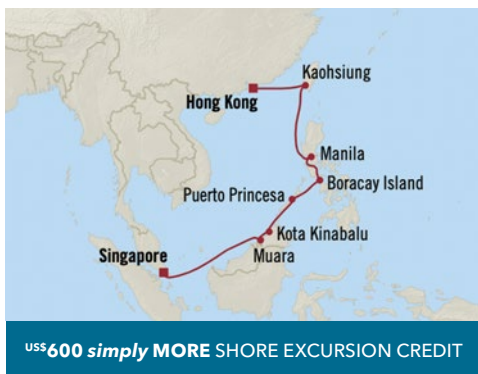 Kaohsiung
Hong Kong
Manila
Boracay Island
Puerto Princesa
Kota Kinabalu
Singapore
Muara
US$600 simply MORE SHORE EXCURSION CREDIT